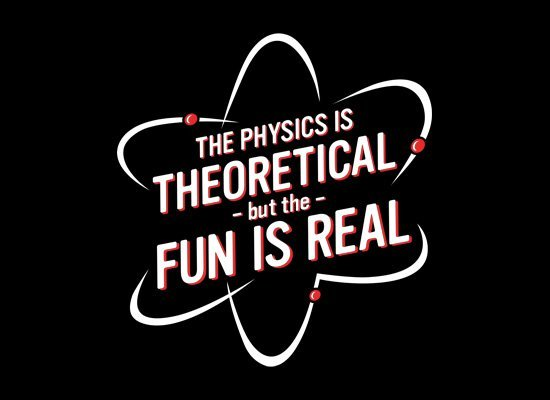 THE PHYSICS IS
THEORETICAL
- but the -
FUN IS REAL